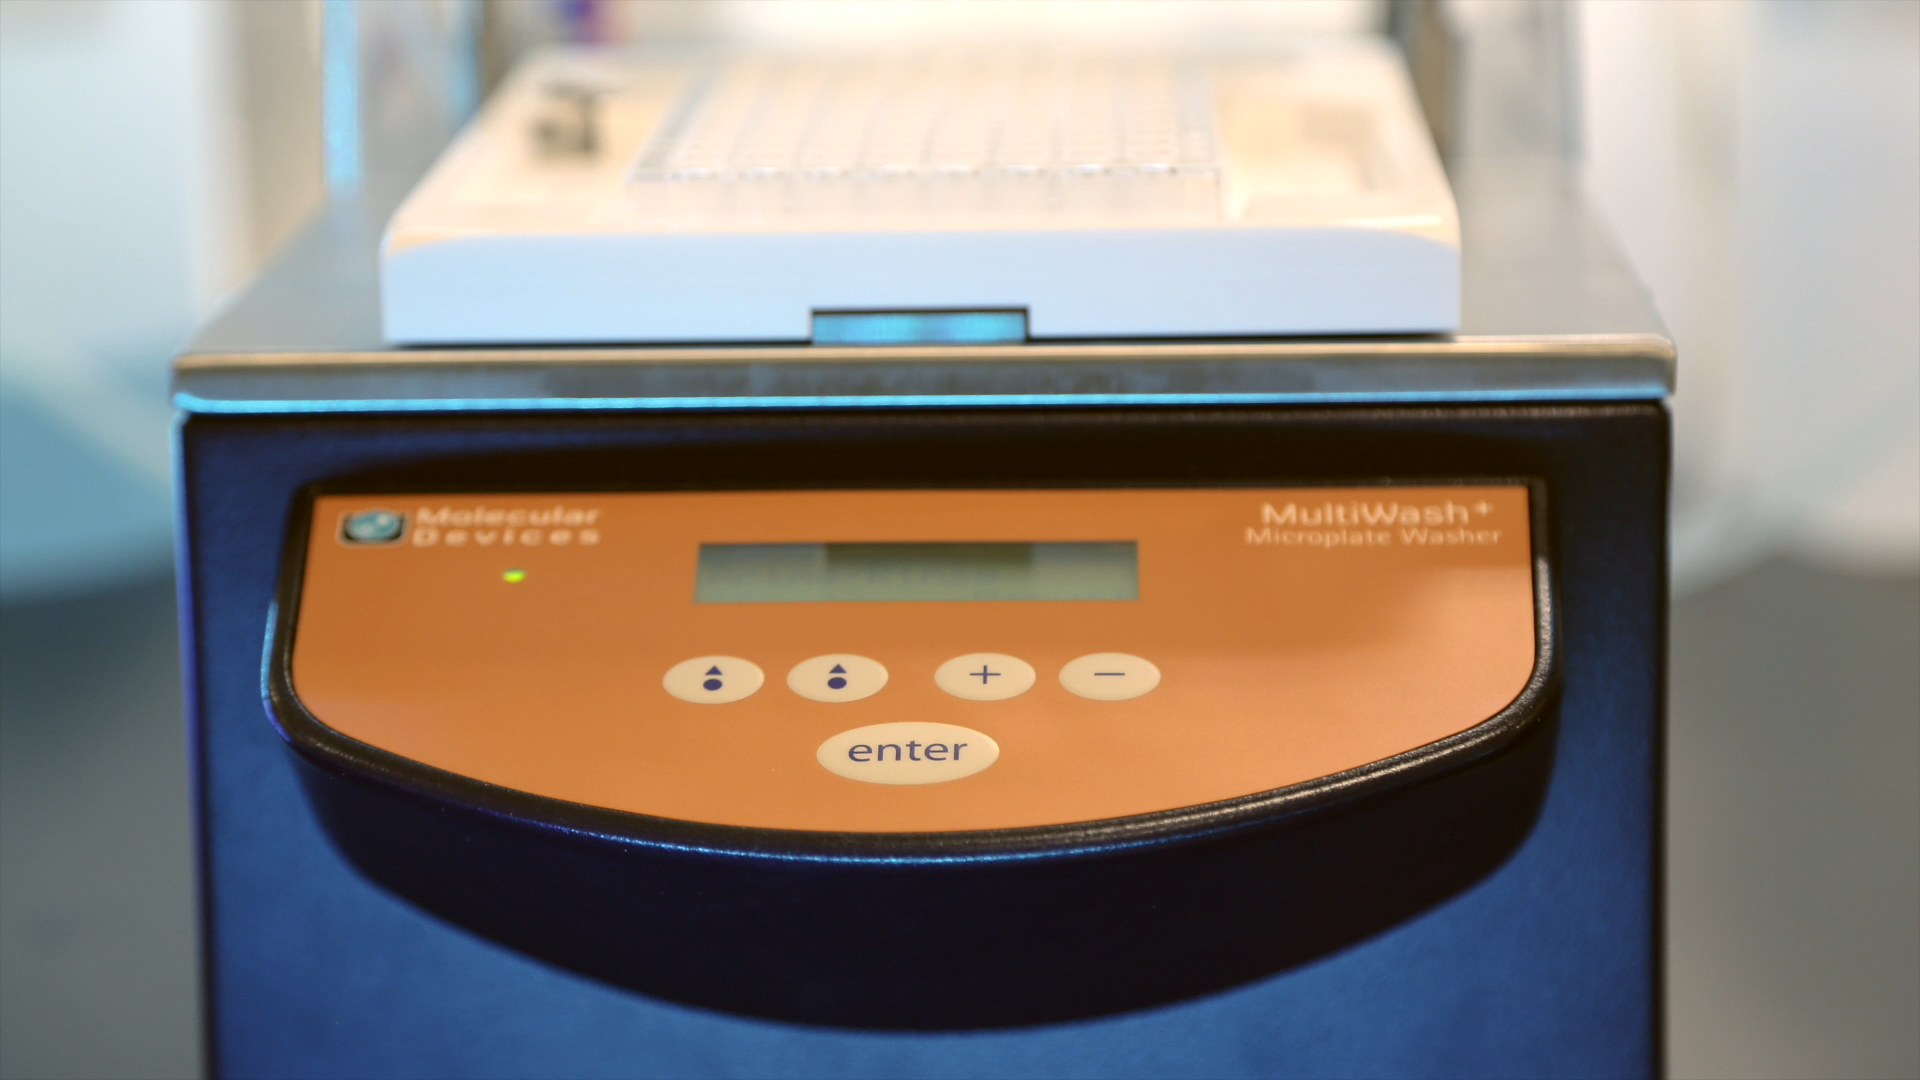 Molecular
Devices
MultiWash+
Microplate Washer
+
−
enter